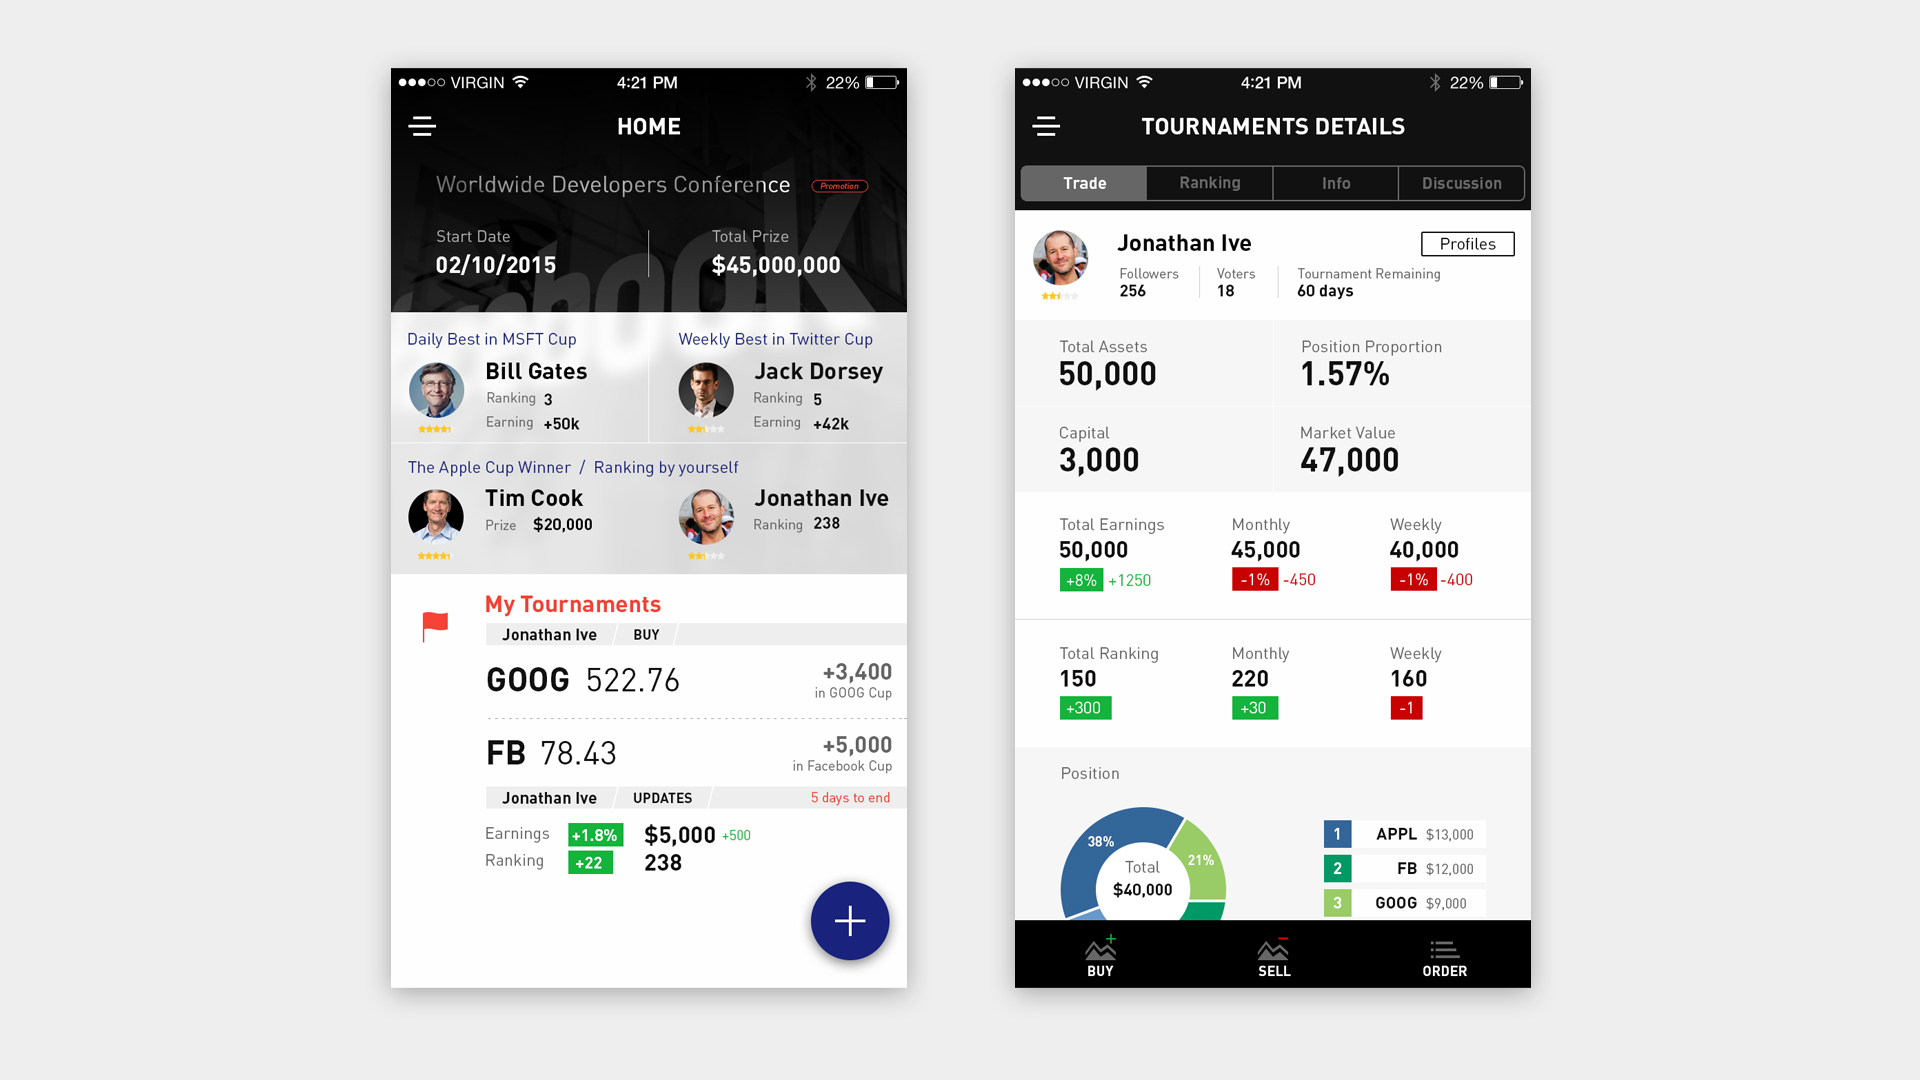 VIRGIN 4:21 PM 22%
HOME
Worldwide Developers Conference Promotion
Start Date Total Prize
02/10/2015 $45,000,000
Daily Best in MSFT Cup Weekly Best in Twitter Cup
Bill Gates Jack Dorsey
Ranking 3 Ranking 5
Earning +50k Earning +42k
The Apple Cup Winner / Ranking by yourself
Tim Cook Jonathan Ive
Prize $20,000 Ranking 238
My Tournaments
Jonathan Ive BUY
GOOG 522.76 +3,400
in GOOG Cup
FB 78.43 +5,000
in Facebook Cup
Jonathan Ive UPDATES 5 days to end
Earnings +1.8% $5,000 +500
Ranking +22 238
VIRGIN 4:21 PM 22%
TOURNAMENTS DETAILS
Trade Ranking Info Discussion
Jonathan Ive Profiles
Followers Voters Tournament Remaining
256 18 60 days
Total Assets Position Proportion
50,000 1.57%
Capital Market Value
3,000 47,000
Total Earnings Monthly Weekly
50,000 45,000 40,000
+8% +1250 -1% -450 -1% -400
Total Ranking Monthly Weekly
150 220 160
+300 +30 -1
Position
38% 21%
Total
$40,000
1 APPL $13,000
2 FB $12,000
3 GOOG $9,000
BUY SELL ORDER